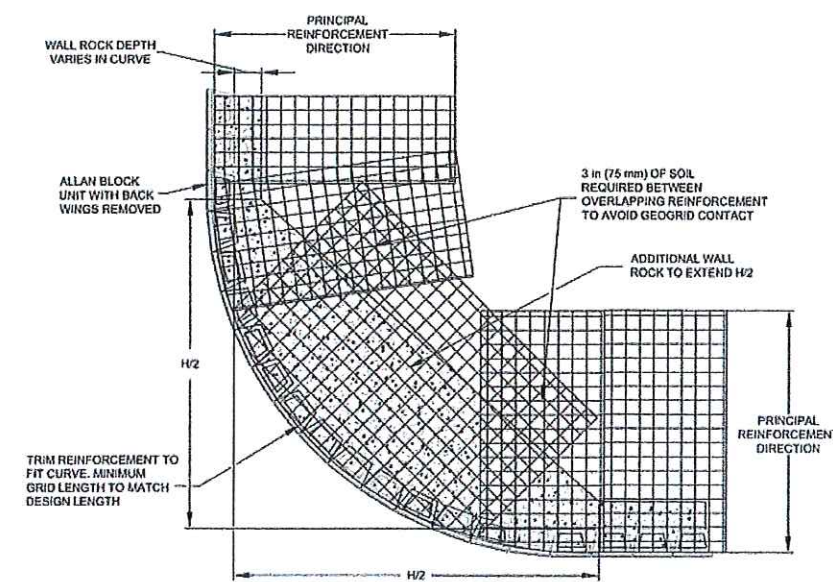 PRINCIPAL
REINFORCEMENT
DIRECTION
WALL ROCK DEPTH
VARIES IN CURVE
ALLAN BLOCK
UNIT WITH BACK
WINGS REMOVED
3 in (75 mm) OF SOIL
REQUIRED BETWEEN
OVERLAPPING REINFORCEMENT
TO AVOID GEOGRID CONTACT
ADDITIONAL WALL
ROCK TO EXTEND H/2
H/2
PRINCIPAL
REINFORCEMENT
DIRECTION
TRIM REINFORCEMENT TO
FIT CURVE. MINIMUM
GRID LENGTH TO MATCH
DESIGN LENGTH
H/2